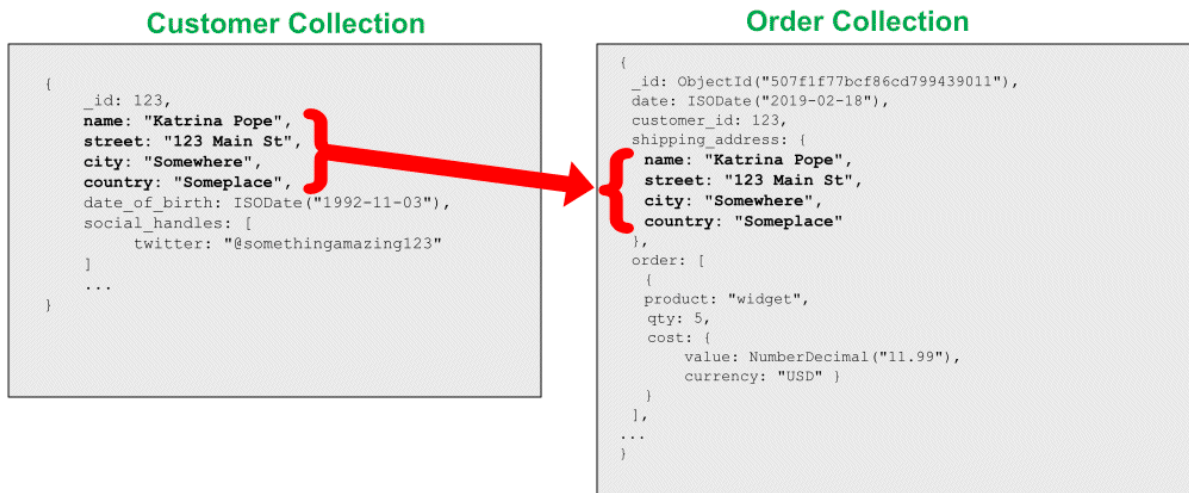 Customer Collection
{
_id: 123,
name: "Katrina Pope",
street: "123 Main St",
city: "Somewhere",
country: "Someplace",
date_of_birth: ISODate("1992-11-03"),
social_handles: [
twitter: "@somethingamazing123"
]
...
}
Order Collection
{
_id: ObjectId("507f1f77bcf86cd799439011"),
date: ISODate("2019-02-18"),
customer_id: 123,
shipping_address: {
name: "Katrina Pope",
street: "123 Main St",
city: "Somewhere",
country: "Someplace"
},
order: [
{
product: "widget",
qty: 5,
cost: {
value: NumberDecimal("11.99"),
currency: "USD" }
}
],
...
}